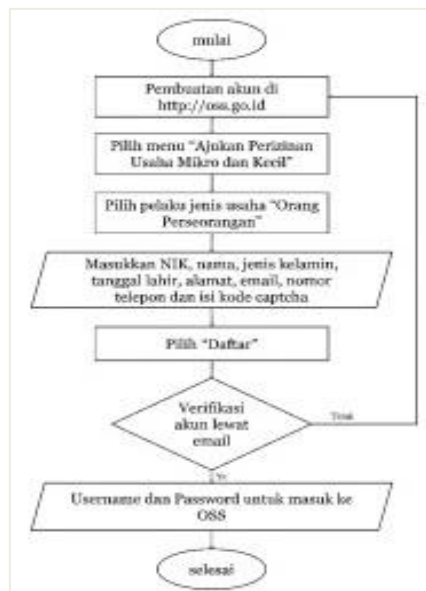 mulai
Pembuatan akun di
http://oss.go.id
Pilih menu "Ajukan Perizinan
Usaha Mikro dan Kecil"
Pilih pelaku jenis usaha "Orang
Perseorangan"
Masukkan NIK, nama, jenis kelamin,
tanggal lahir, alamat, email, nomor
telepon dan isi kode captcha
Pilih "Daftar"
Verifikasi
akun lewat
email
Tidak
Ya
Username dan Password untuk masuk ke
OSS
selesai